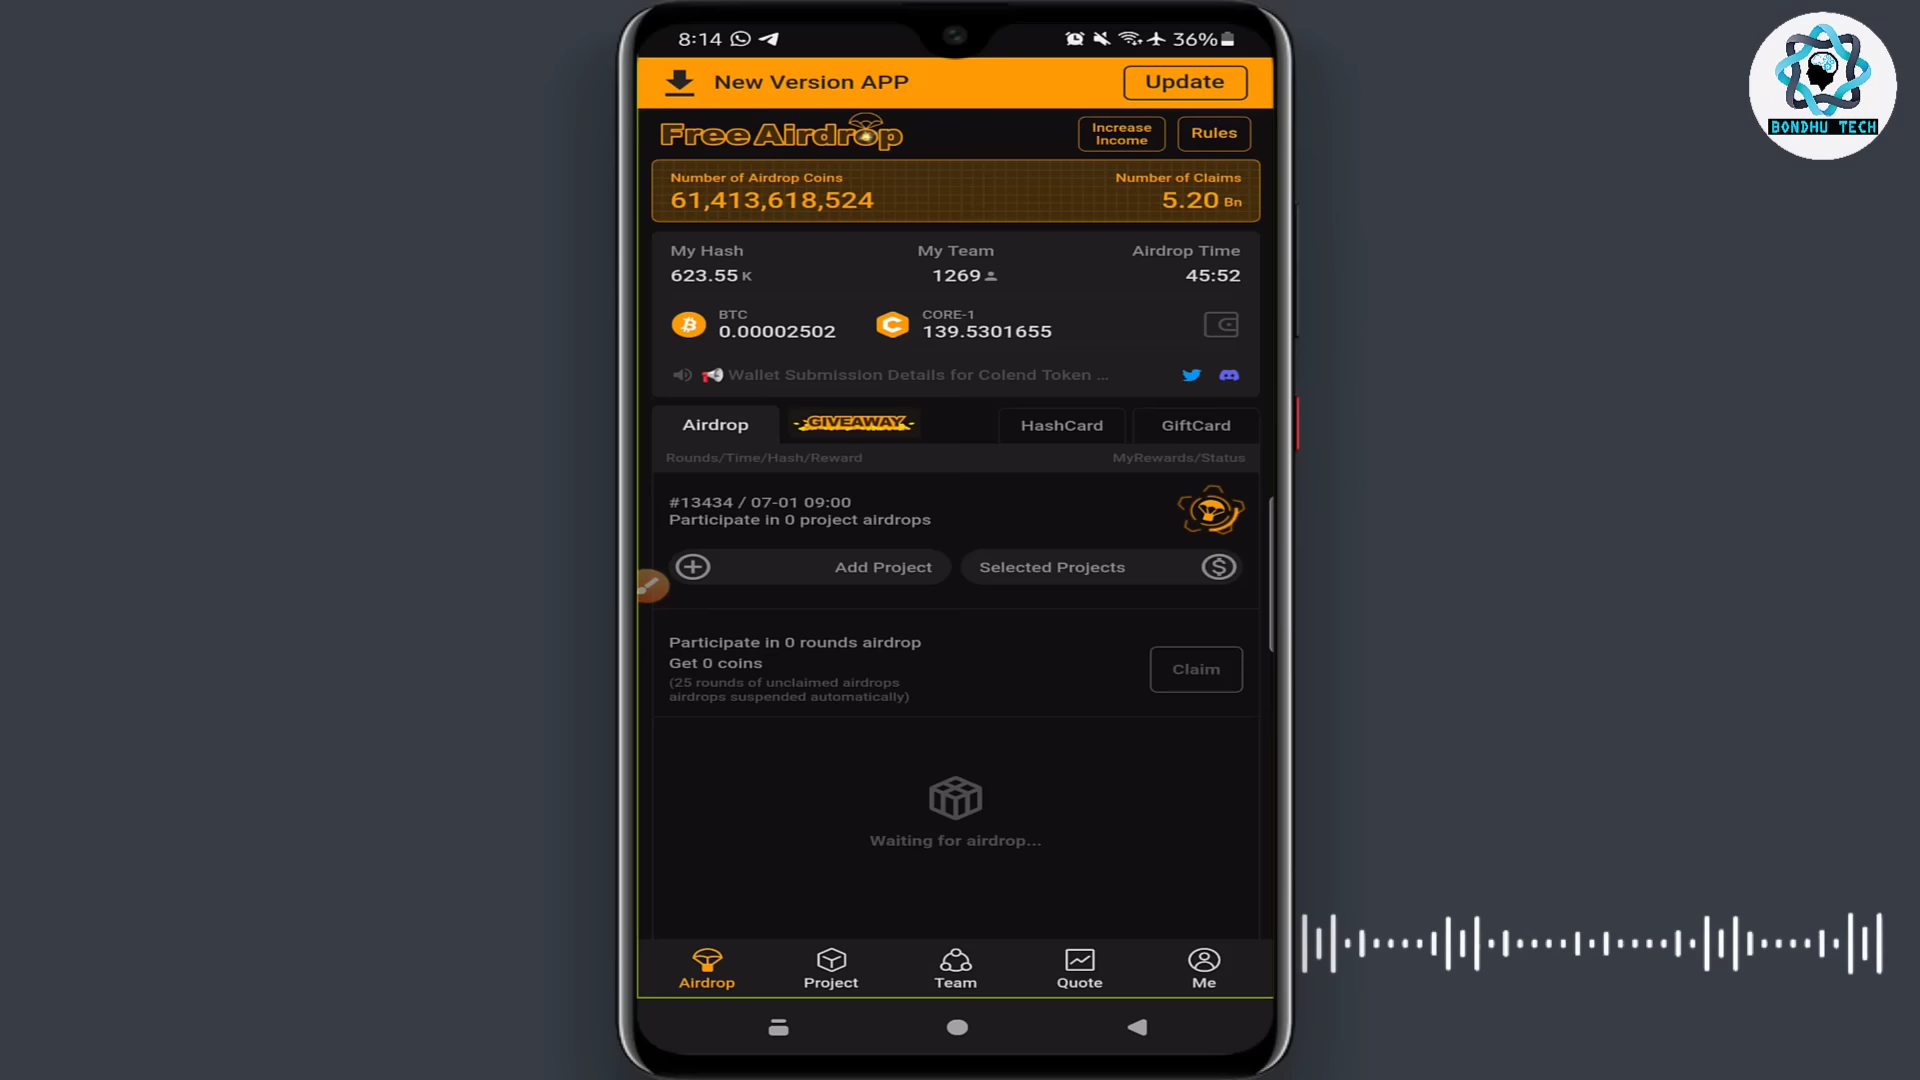 8:14
36%
New Version APP
Update
Free Airdrop
Increase
Income
Rules
Number of Airdrop Coins
Number of Claims
61,413,618,524
5.20 Bn
My Hash
My Team
Airdrop Time
623.55 K
1269
45:52
BTC
0.00002502
CORE-1
139.5301655
Wallet Submission Details for Colend Token ...
Airdrop
GIVEAWAY
HashCard
GiftCard
Rounds/Time/Hash/Reward
MyRewards/Status
#13434 / 07-01 09:00
Participate in 0 project airdrops
Add Project
Selected Projects
Participate in 0 rounds airdrop
Get 0 coins
(25 rounds of unclaimed airdrops
airdrops suspended automatically)
Claim
Waiting for airdrop...
Airdrop
Project
Team
Quote
Me
BONDHU TECH